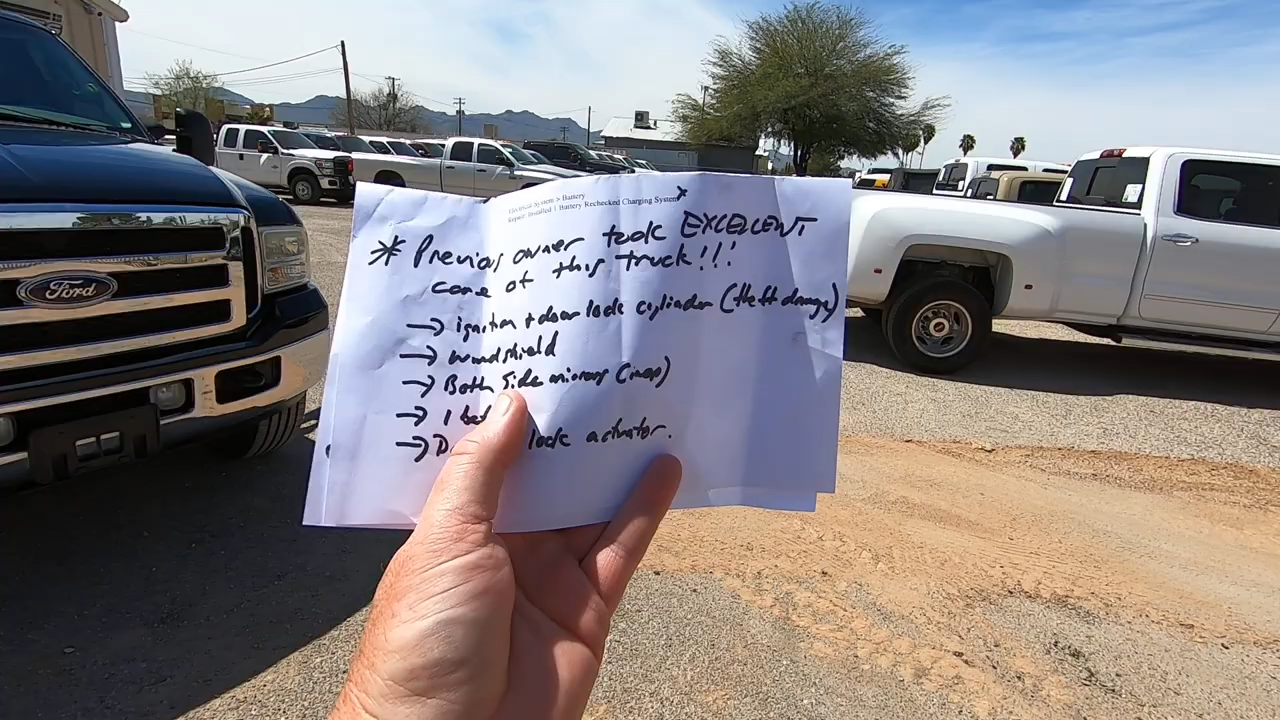 Electrical System > Battery
Repair: Installed 1 Battery Rechecked Charging System
* Previous owner took EXCELLENT
care of this truck!!!
→ ignition + door lock cylinder (theft damage)
→ windshield
→ Both side mirrors (inop)
→ 1
→ lock actuator.
Ford